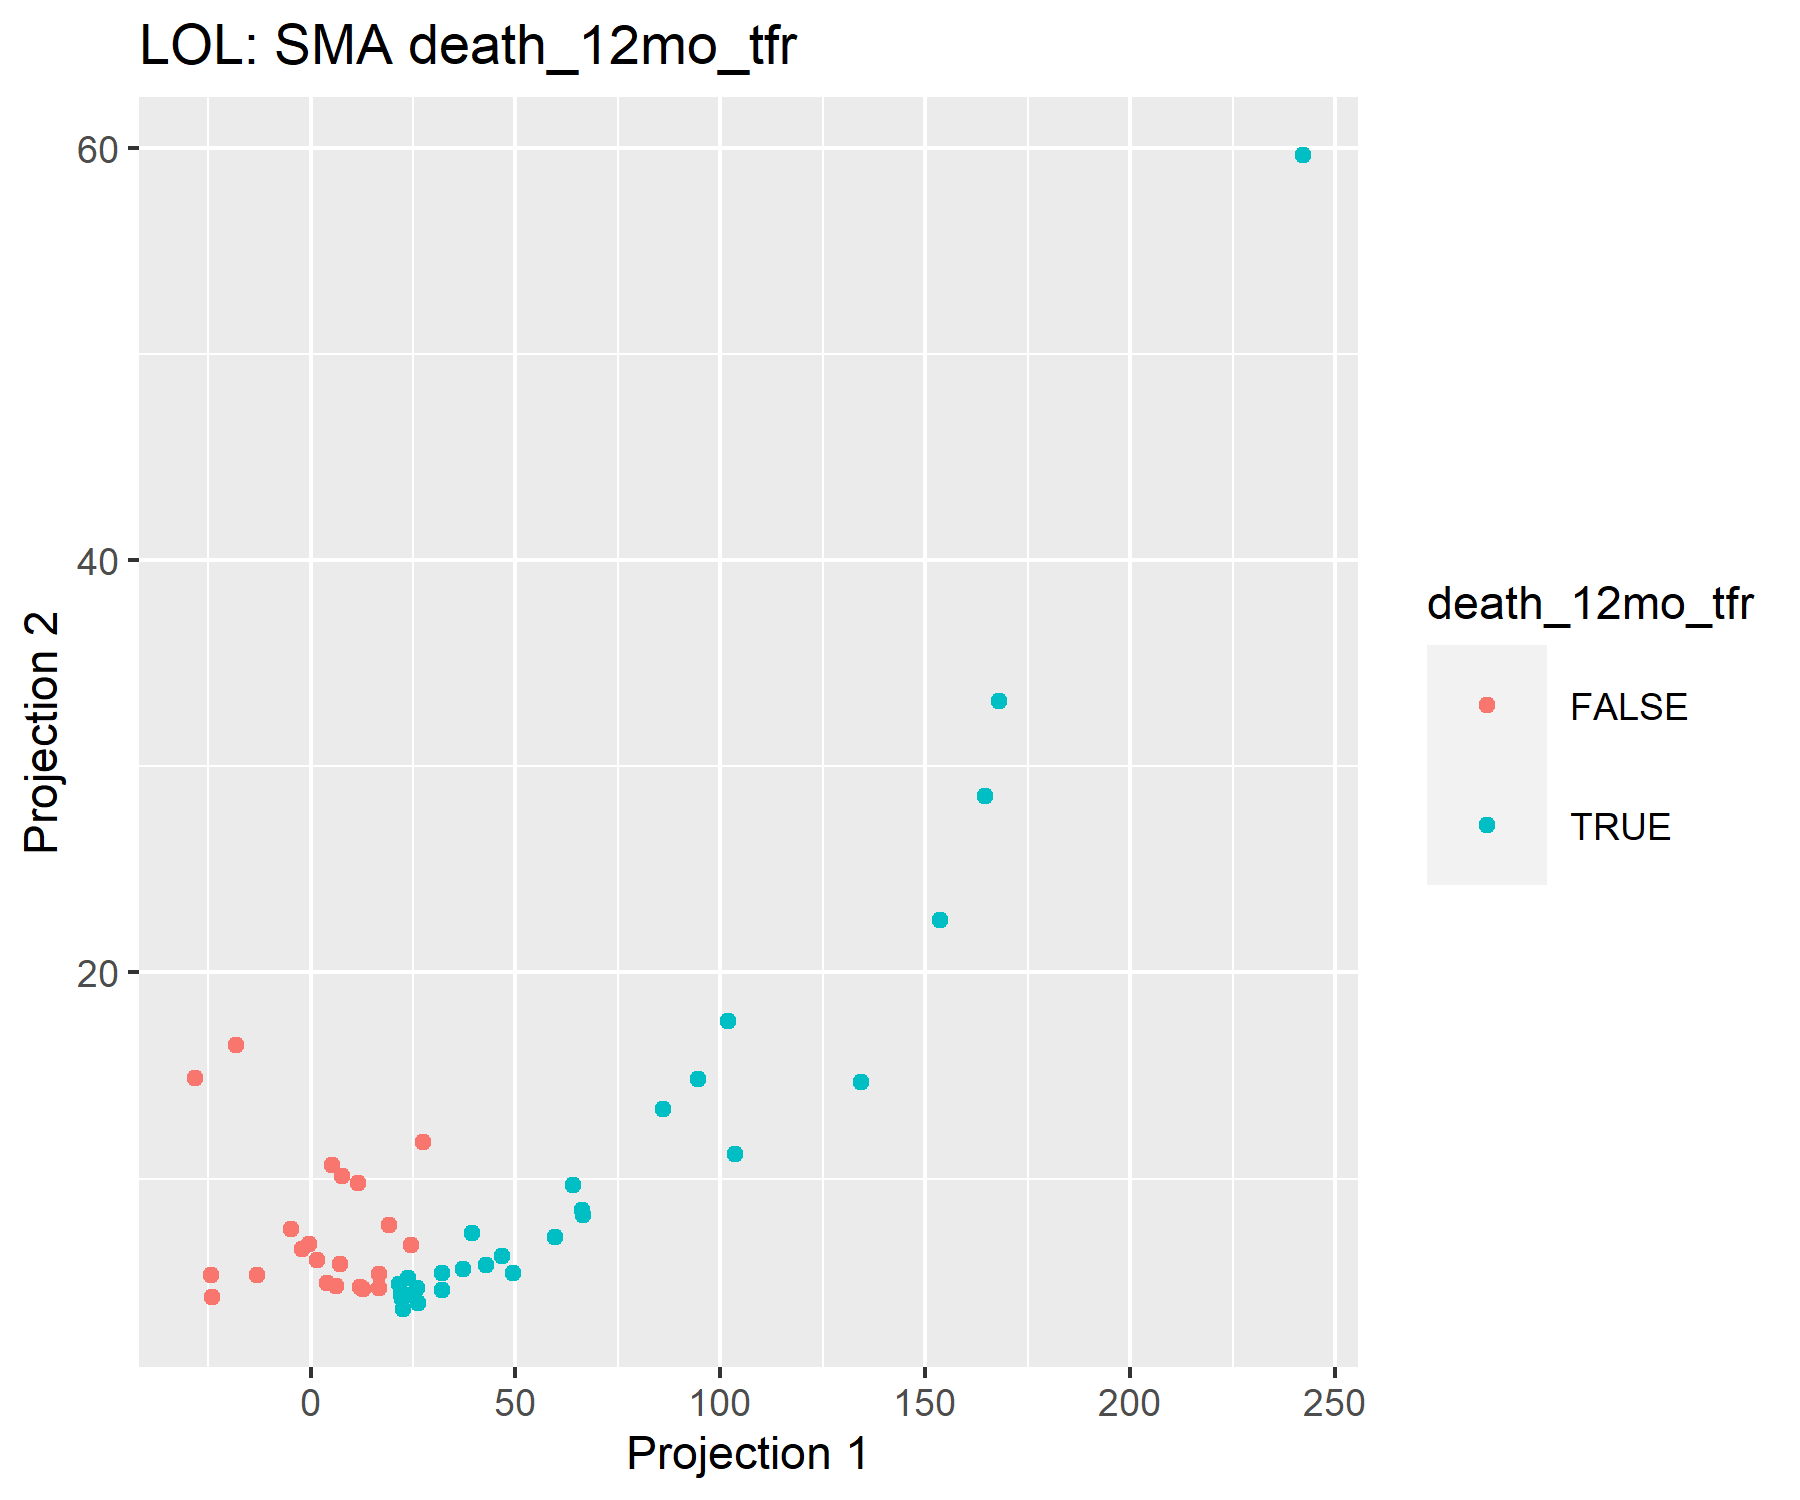 LOL: SMA death_12mo_tfr
60
40
20
Projection 2
0 50 100 150 200 250
Projection 1
death_12mo_tfr
FALSE
TRUE